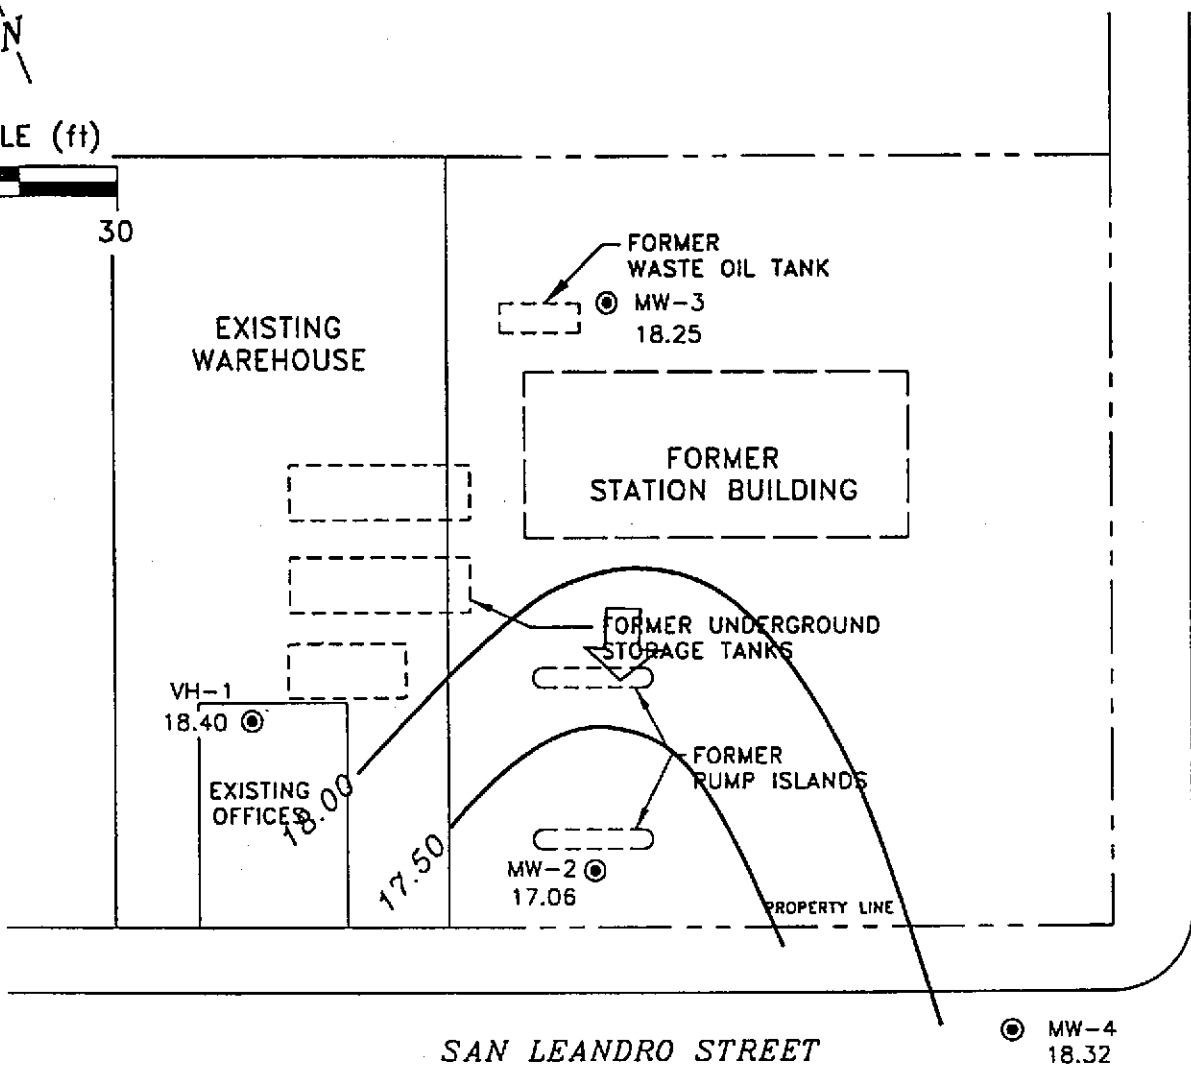 N
LE (ft)
30
FORMER
WASTE OIL TANK
MW-3
18.25
EXISTING
WAREHOUSE
FORMER
STATION BUILDING
FORMER UNDERGROUND
STORAGE TANKS
VH-1
18.40
EXISTING
OFFICES
18.00
17.50
FORMER
PUMP ISLANDS
MW-2
17.06
PROPERTY LINE
SAN LEANDRO STREET
MW-4
18.32